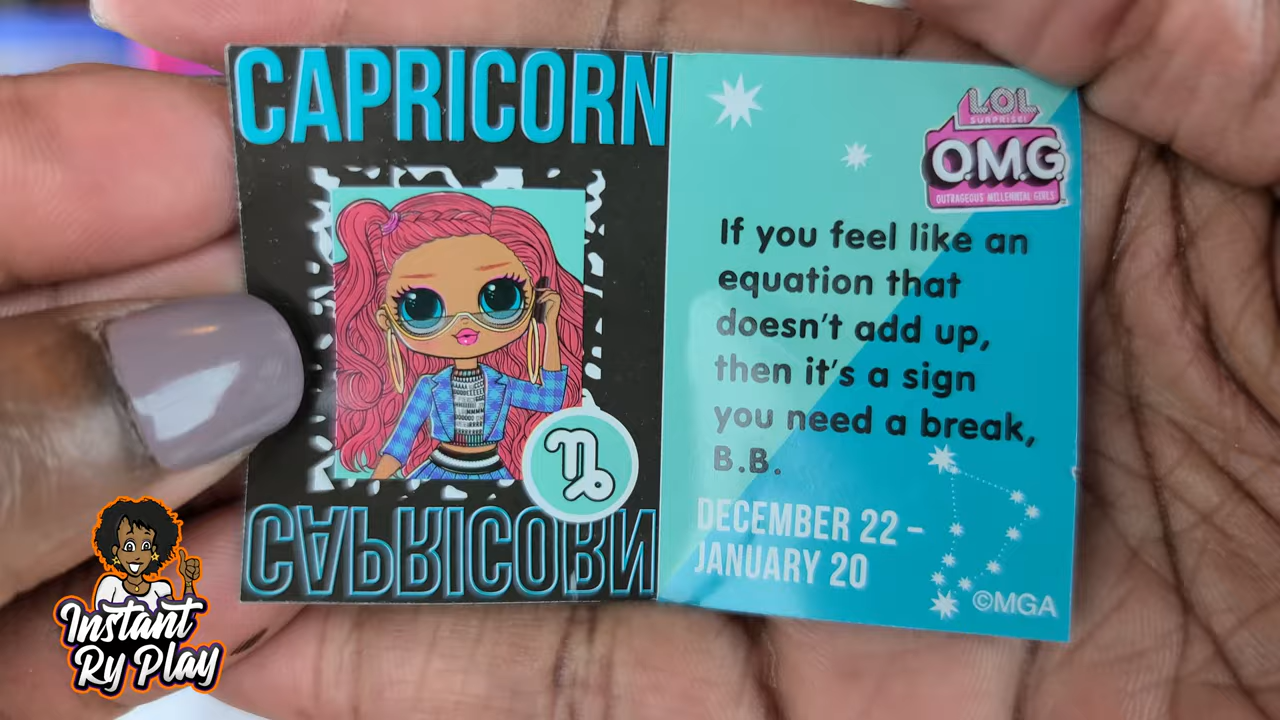 CAPRICORN
CAPRICORN
LOL
SURPRISE!
O.M.G.
OUTRAGEOUS MILLENNIAL GIRLS
If you feel like an
equation that
doesn't add up,
then it's a sign
you need a break,
B.B.
DECEMBER 22 –
JANUARY 20
©MGA
Instant
Ry Play